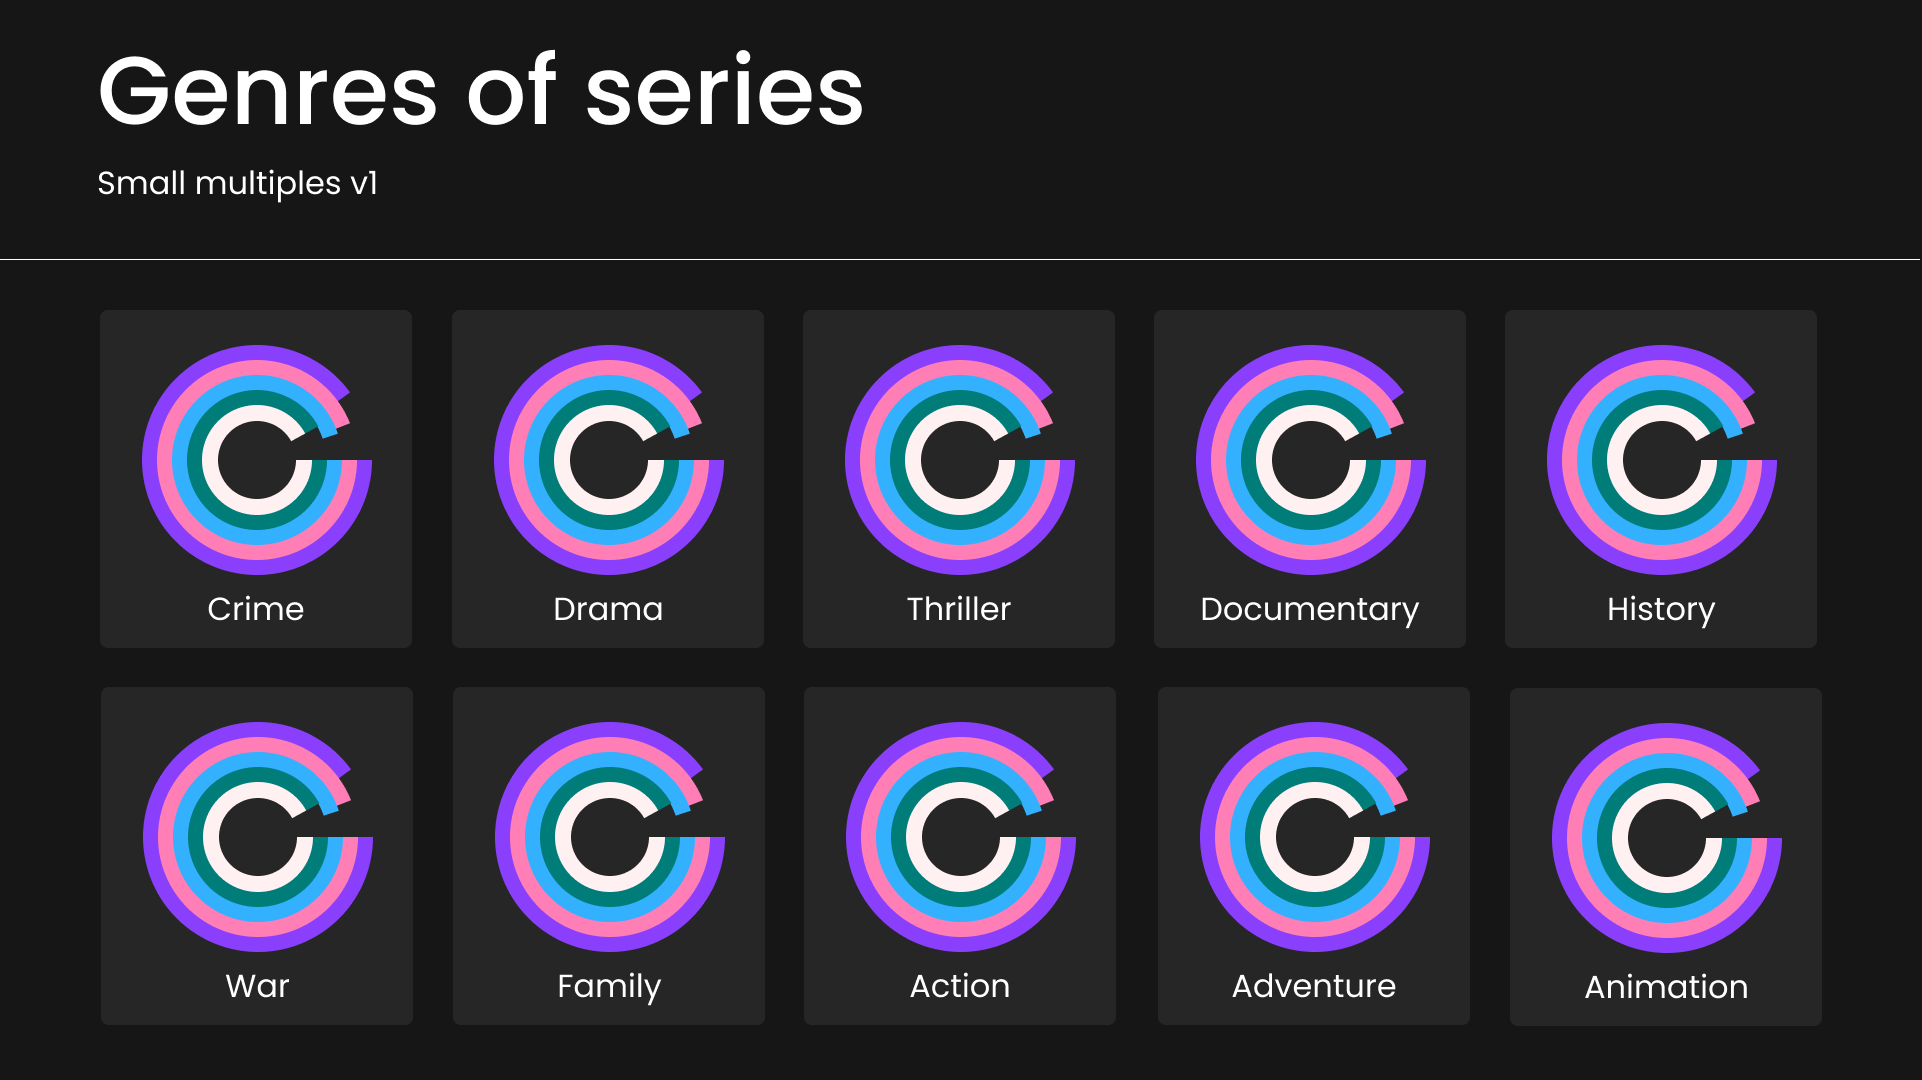 Genres of series
Small multiples v1
Crime
Drama
Thriller
Documentary
History
War
Family
Action
Adventure
Animation